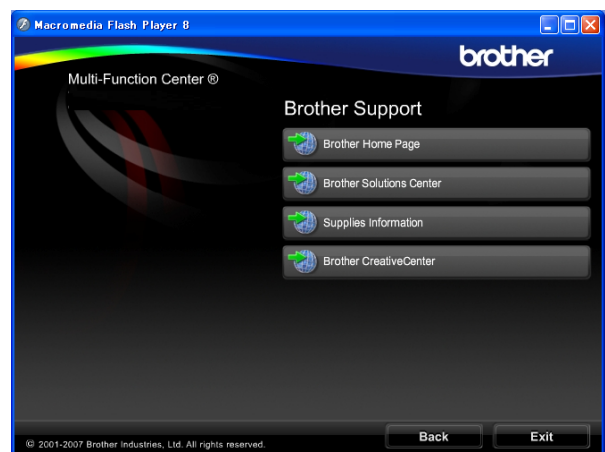 Macromedia Flash Player 8
brother
Multi-Function Center ®
Brother Support
Brother Home Page
Brother Solutions Center
Supplies Information
Brother CreativeCenter
Back
Exit
© 2001-2007 Brother Industries, Ltd. All rights reserved.